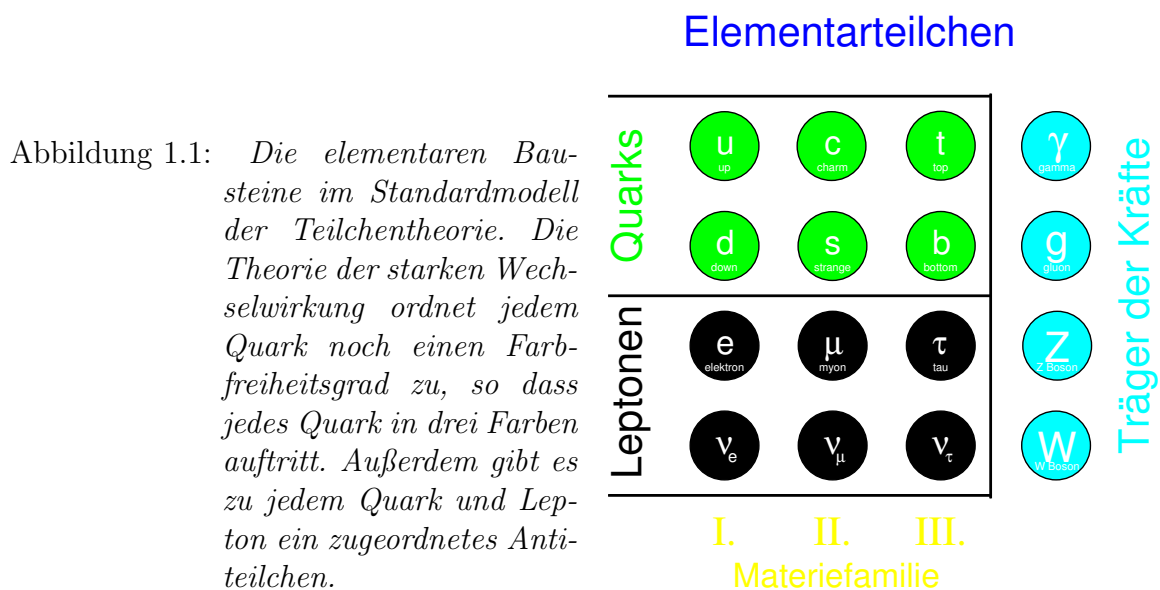 Elementarteilchen
Abbildung 1.1: Die elementaren Bau-
steine im Standardmodell
der Teilchentheorie. Die
Theorie der starken Wech-
selwirkung ordnet jedem
Quark noch einen Farb-
freiheitsgrad zu, so dass
jedes Quark in drei Farben
auftritt. Außerdem gibt es
zu jedem Quark und Lep-
ton ein zugeordnetes Anti-
teilchen.
Quarks
u
up
c
charm
t
top
γ
gamma
d
down
s
strange
b
bottom
g
gluon
Leptonen
e
elektron
μ
myon
τ
tau
Z
Z Boson
νe
νμ
ντ
W
W Boson
Träger der Kräfte
I. II. III.
Materiefamilie